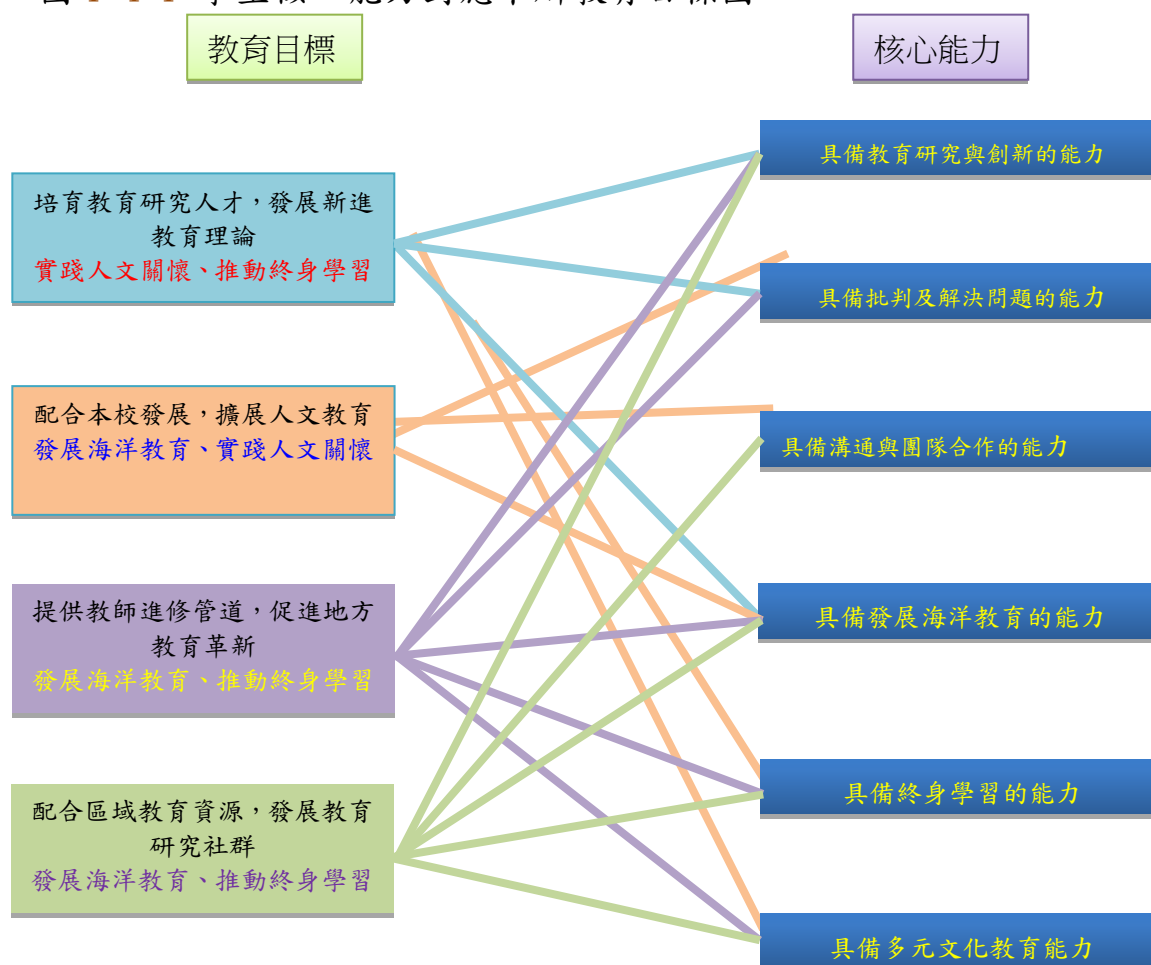 教育目標
核心能力
培育教育研究人才，發展新進
教育理論
實踐人文關懷、推動終身學習
配合本校發展，擴展人文教育
發展海洋教育、實踐人文關懷
提供教師進修管道，促進地方
教育革新
發展海洋教育、推動終身學習
配合區域教育資源，發展教育
研究社群
發展海洋教育、推動終身學習
具備教育研究與創新的能力
具備批判及解決問題的能力
具備溝通與團隊合作的能力
具備發展海洋教育的能力
具備終身學習的能力
具備多元文化教育能力